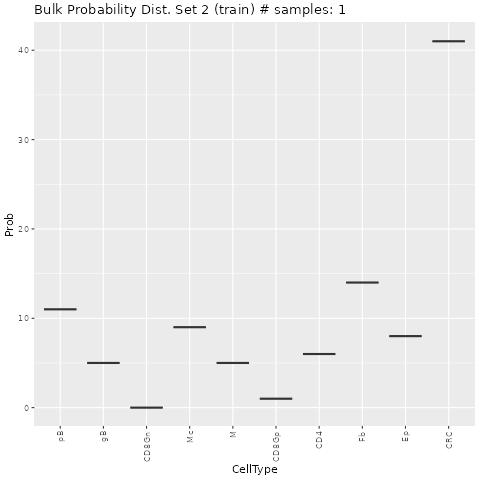 Bulk Probability Dist. Set 2 (train) # samples: 1
Prob
40
30
20
10
0
pB
gB
CD8Gn
Mc
M
CD8Gp
CD4
Fb
Ep
CRC
CellType